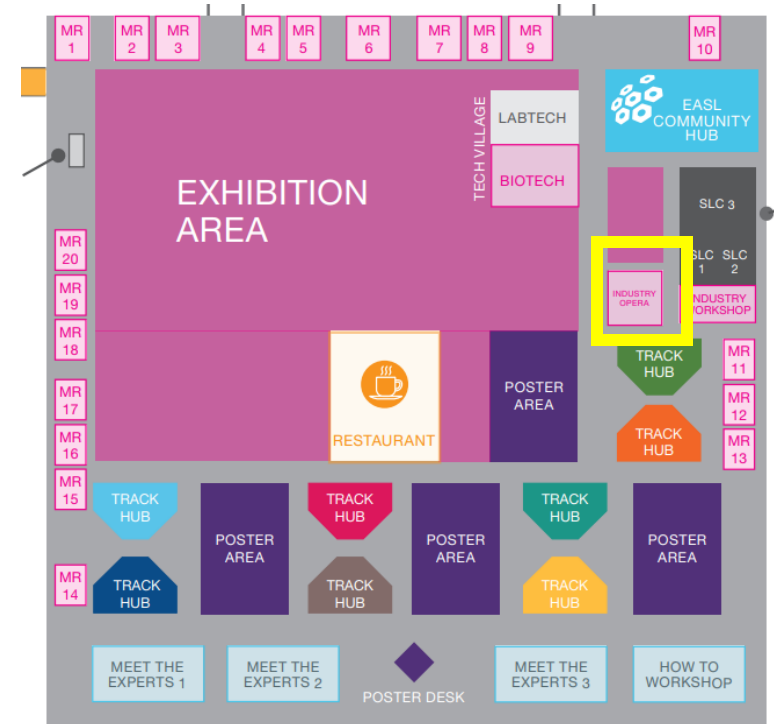 MR
1
MR
2
MR
3
MR
4
MR
5
MR
6
MR
7
MR
8
MR
9
MR
10
EASL
COMMUNITY
HUB
TECH VILLAGE
LABTECH
BIOTECH
EXHIBITION
AREA
SLC 3
SLC SLC
1 2
INDUSTRY
OPERA
INDUSTRY
WORKSHOP
MR
20
MR
19
MR
18
MR
17
MR
16
MR
15
MR
14
RESTAURANT
POSTER
AREA
TRACK
HUB
TRACK
HUB
MR
11
MR
12
MR
13
TRACK
HUB
POSTER
AREA
TRACK
HUB
POSTER
AREA
TRACK
HUB
POSTER
AREA
TRACK
HUB
TRACK
HUB
TRACK
HUB
MEET THE
EXPERTS 1
MEET THE
EXPERTS 2
POSTER DESK
MEET THE
EXPERTS 3
HOW TO
WORKSHOP